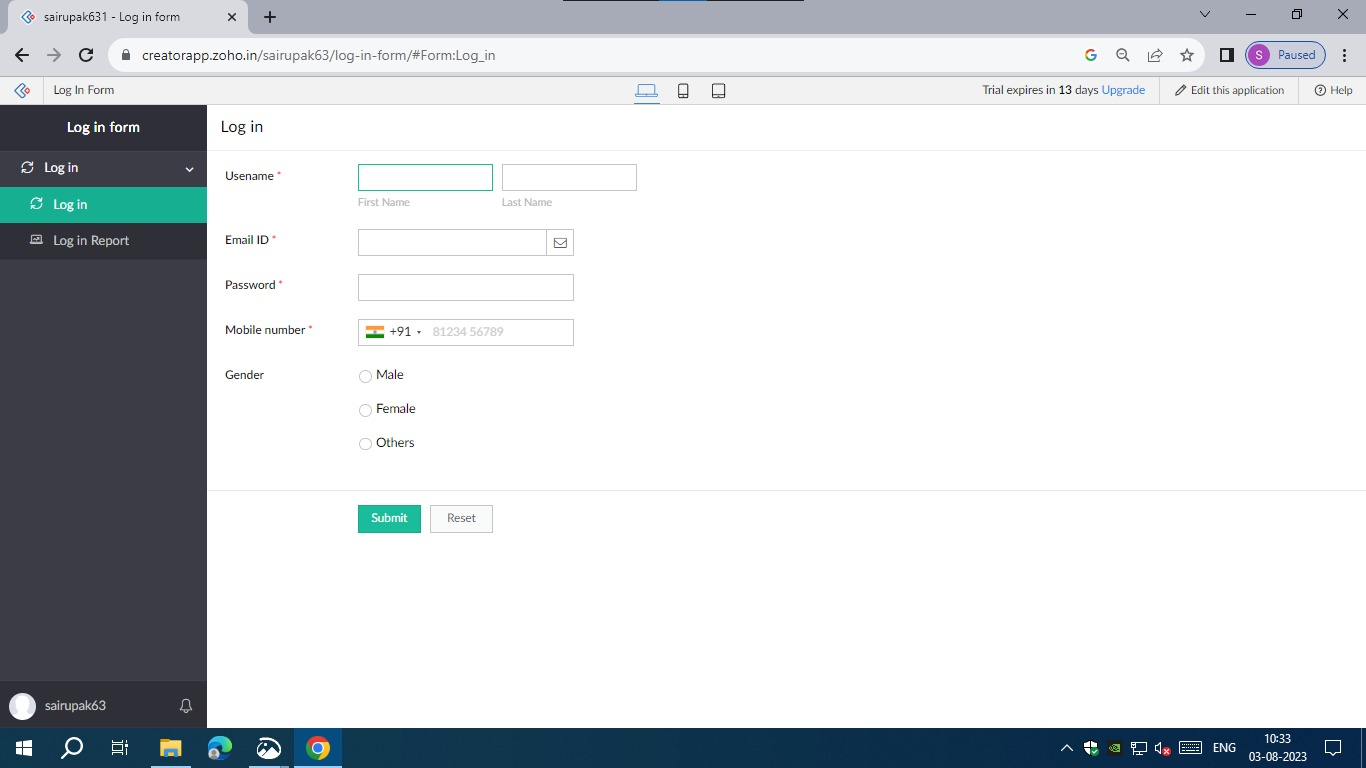 sairupak631 - Log in form
creatorapp.zoho.in/sairupak63/log-in-form/#Form:Log_in
S Paused
Log In Form
Trial expires in 13 days Upgrade
Edit this application
Help
Log in form
Log in
Log in
Log in Report
Log in
Usename *
First Name
Last Name
Email ID *
Password *
Mobile number *
+91
81234 56789
Gender
Male
Female
Others
Submit
Reset
sairupak63
ENG
10:33
03-08-2023